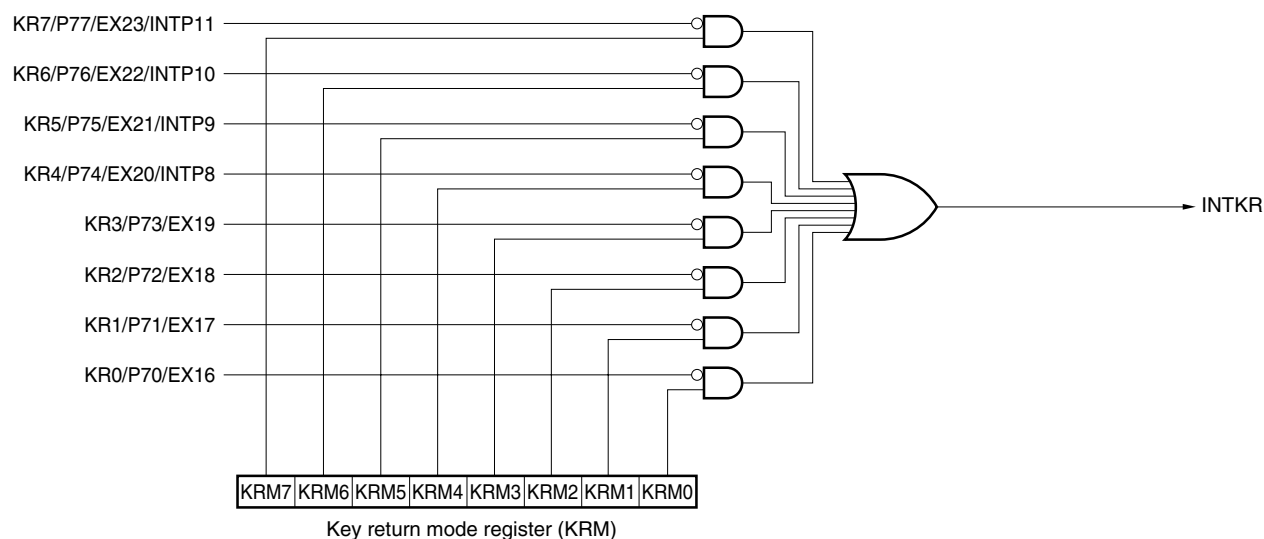 KR7/P77/EX23/INTP11
KR6/P76/EX22/INTP10
KR5/P75/EX21/INTP9
KR4/P74/EX20/INTP8
INTKR
KR3/P73/EX19
KR2/P72/EX18
KR1/P71/EX17
KR0/P70/EX16
KRM7 KRM6 KRM5 KRM4 KRM3 KRM2 KRM1 KRM0
Key return mode register (KRM)